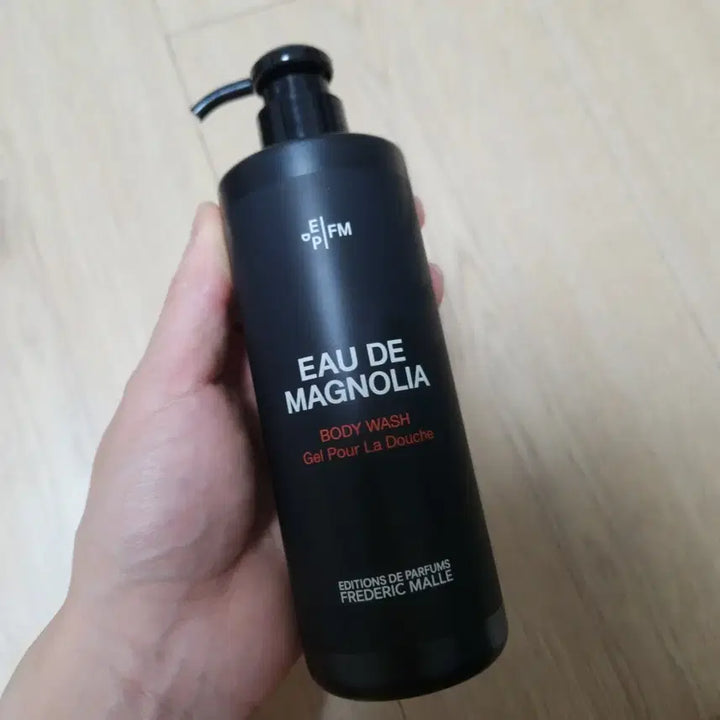 E
D P|FM
EAU DE
MAGNOLIA
BODY WASH
Gel Pour La Douche
EDITIONS DE PARFUMS
FREDERIC MALLE